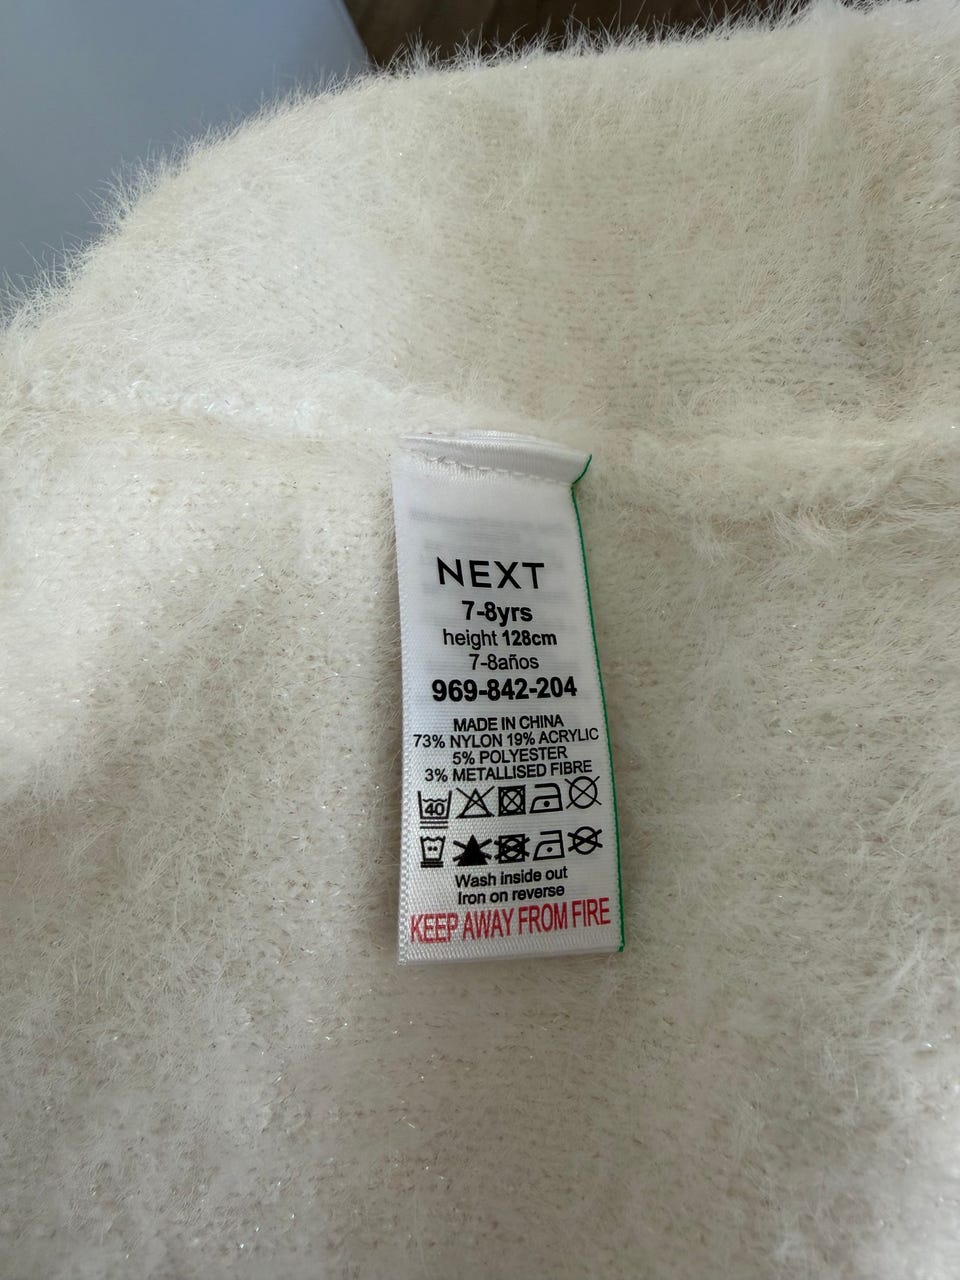 NEXT
7-8yrs
height 128cm
7-8años
969-842-204
MADE IN CHINA
73% NYLON 19% ACRYLIC
5% POLYESTER
3% METALLISED FIBRE
40
Wash inside out
Iron on reverse
KEEP AWAY FROM FIRE